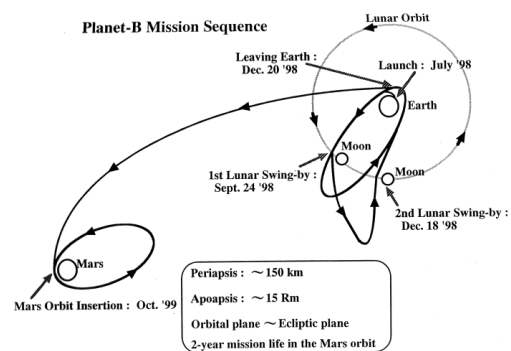 Planet-B Mission Sequence
Lunar Orbit
Leaving Earth :
Dec. 20 '98
Launch : July '98
Earth
Moon
1st Lunar Swing-by :
Sept. 24 '98
Moon
2nd Lunar Swing-by :
Dec. 18 '98
Mars
Mars Orbit Insertion : Oct. '99
Periapsis : ～150 km
Apoapsis : ～15 Rm
Orbital plane ～ Ecliptic plane
2-year mission life in the Mars orbit